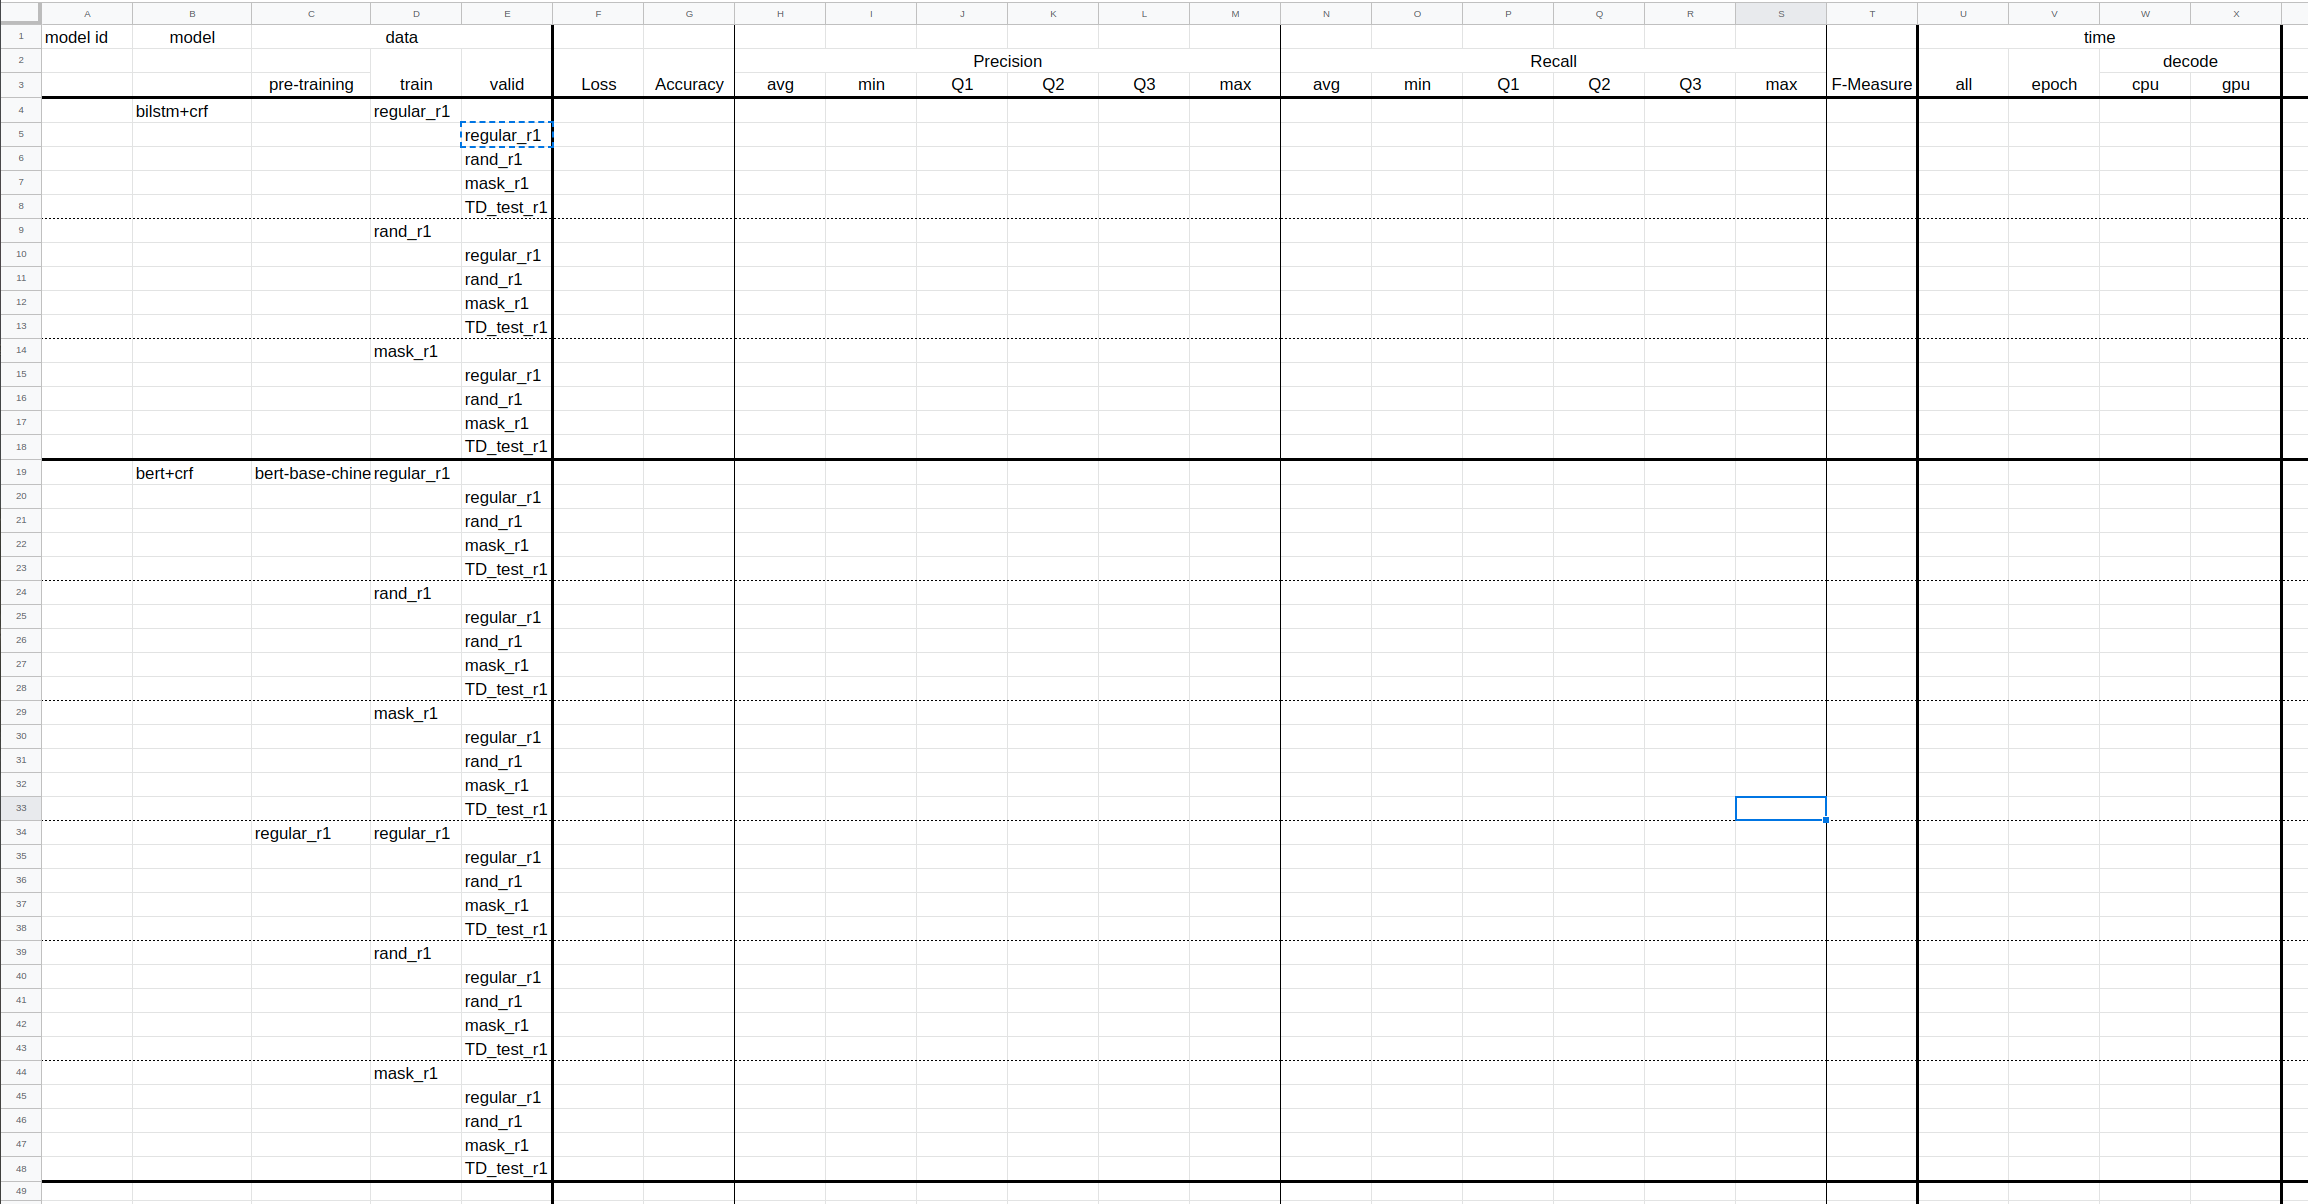 A B C D E F G H I J K L M N O P Q R S T U V W X
1 model id model data time
2 Precision Recall decode
3 pre-training train valid Loss Accuracy avg min Q1 Q2 Q3 max avg min Q1 Q2 Q3 max F-Measure all epoch cpu gpu
4 bilstm+crf regular_r1
5 regular_r1
6 rand_r1
7 mask_r1
8 TD_test_r1
9 rand_r1
10 regular_r1
11 rand_r1
12 mask_r1
13 TD_test_r1
14 mask_r1
15 regular_r1
16 rand_r1
17 mask_r1
18 TD_test_r1
19 bert+crf bert-base-chine regular_r1
20 regular_r1
21 rand_r1
22 mask_r1
23 TD_test_r1
24 rand_r1
25 regular_r1
26 rand_r1
27 mask_r1
28 TD_test_r1
29 mask_r1
30 regular_r1
31 rand_r1
32 mask_r1
33 TD_test_r1
34 regular_r1 regular_r1
35 regular_r1
36 rand_r1
37 mask_r1
38 TD_test_r1
39 rand_r1
40 regular_r1
41 rand_r1
42 mask_r1
43 TD_test_r1
44 mask_r1
45 regular_r1
46 rand_r1
47 mask_r1
48 TD_test_r1
49